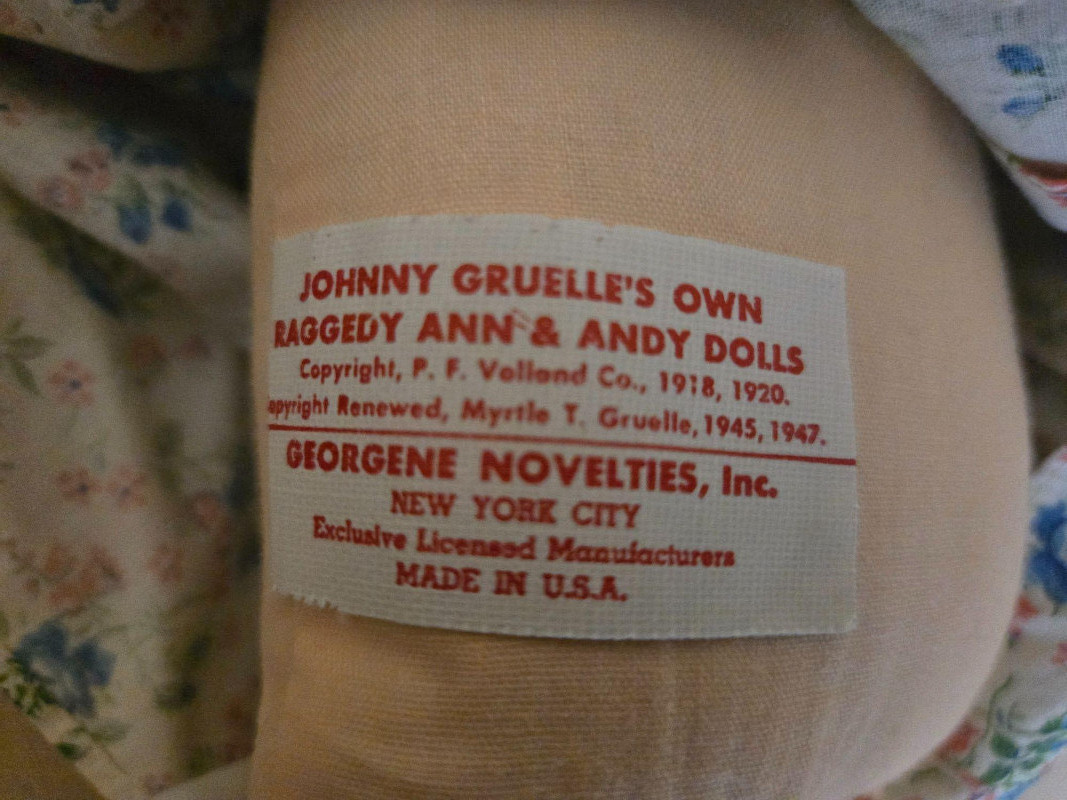 JOHNNY GRUELLE'S OWN
RAGGEDY ANN & ANDY DOLLS
Copyright, P. F. Volland Co., 1918, 1920.
opyright Renewed, Myrtle T. Gruelle, 1945, 1947.
GEORGENE NOVELTIES, Inc.
NEW YORK CITY
Exclusive Licensed Manufacturers
MADE IN U.S.A.